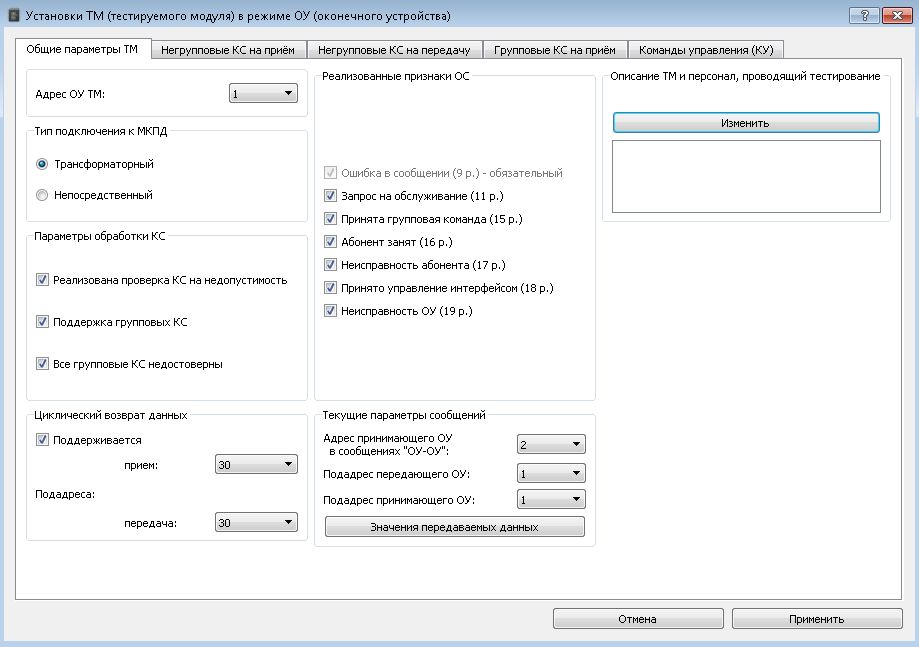 Установки ТМ (тестируемого модуля) в режиме ОУ (оконечного устройства)
Общие параметры ТМ
Негрупповые КС на приём
Негрупповые КС на передачу
Групповые КС на приём
Команды управления (КУ)
Адрес ОУ ТМ:
1
Тип подключения к МКПД
Трансформаторный
Непосредственный
Параметры обработки КС
Реализована проверка КС на недопустимость
Поддержка групповых КС
Все групповые КС недостоверны
Циклический возврат данных
Поддерживается
прием:
30
Подадреса:
передача:
30
Реализованные признаки ОС
Ошибка в сообщении (9 р.) - обязательный
Запрос на обслуживание (11 р.)
Принята групповая команда (15 р.)
Абонент занят (16 р.)
Неисправность абонента (17 р.)
Принято управление интерфейсом (18 р.)
Неисправность ОУ (19 р.)
Текущие параметры сообщений
Адрес принимающего ОУ
в сообщениях "ОУ-ОУ":
2
Подадрес передающего ОУ:
1
Подадрес принимающего ОУ:
1
Значения передаваемых данных
Описание ТМ и персонал, проводящий тестирование
Изменить
Отмена
Применить